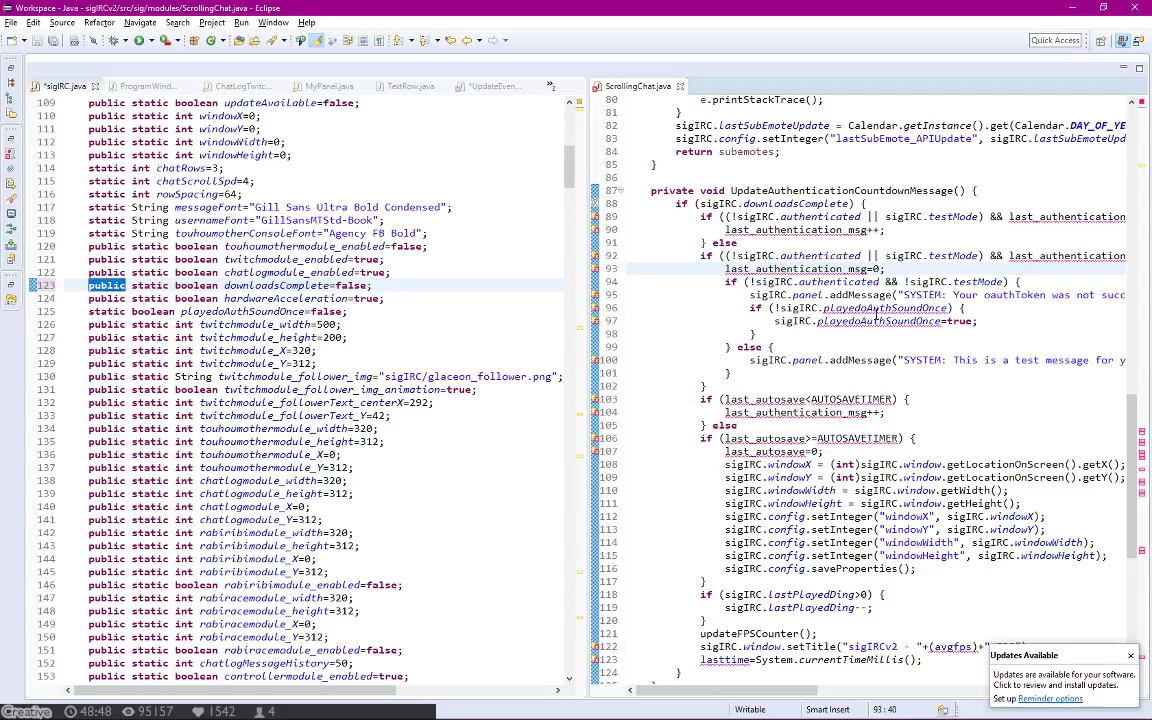 Workspace - Java - sigIRCv2/src/sig/modules/ScrollingChat.java - Eclipse
File Edit Source Refactor Navigate Search Project Run Window Help
Quick Access
*sigIRC.java ProgramWind... ChatLogTwitc... MyPanel.java TextRow.java *UpdateEven... »2
109 public static boolean updateAvailable=false;
110 public static int windowX=0;
111 public static int windowY=0;
112 public static int windowWidth=0;
113 public static int windowHeight=0;
114 static int chatRows=3;
115 static int chatScrollSpd=4;
116 static int rowSpacing=64;
117 static String messageFont="Gill Sans Ultra Bold Condensed";
118 static String usernameFont="GillSansMTStd-Book";
119 static String touhoumotherConsoleFont="Agency FB Bold";
120 public static boolean touhoumothermodule_enabled=false;
121 public static boolean twitchmodule_enabled=true;
122 public static boolean chatlogmodule_enabled=true;
123 public static boolean downloadsComplete=false;
124 public static boolean hardwareAcceleration=true;
125 static boolean playedoAuthSoundOnce=false;
126 public static int twitchmodule_width=500;
127 public static int twitchmodule_height=200;
128 public static int twitchmodule_X=320;
129 public static int twitchmodule_Y=312;
130 public static String twitchmodule_follower_img="sigIRC/glaceon_follower.png";
131 public static boolean twitchmodule_follower_img_animation=true;
132 public static int twitchmodule_followerText_centerX=292;
133 public static int twitchmodule_followerText_Y=42;
134 public static int touhoumothermodule_width=320;
135 public static int touhoumothermodule_height=312;
136 public static int touhoumothermodule_X=0;
137 public static int touhoumothermodule_Y=312;
138 public static int chatlogmodule_width=320;
139 public static int chatlogmodule_height=312;
140 public static int chatlogmodule_X=0;
141 public static int chatlogmodule_Y=312;
142 public static int rabiribimodule_width=320;
143 public static int rabiribimodule_height=312;
144 public static int rabiribimodule_X=0;
145 public static int rabiribimodule_Y=312;
146 public static boolean rabiribimodule_enabled=false;
147 public static int rabiracemodule_width=320;
148 public static int rabiracemodule_height=312;
149 public static int rabiracemodule_X=0;
150 public static int rabiracemodule_Y=312;
151 public static boolean rabiracemodule_enabled=false;
152 public static int chatlogMessageHistory=50;
153 public static boolean controllermodule_enabled=true;
ScrollingChat.java
80 e.printStackTrace();
81 }
82 sigIRC.lastSubEmoteUpdate = Calendar.getInstance().get(Calendar.DAY_OF_YE
83 sigIRC.config.setInteger("lastSubEmote_APIUpdate", sigIRC.lastSubEmoteUpd
84 return subemotes;
85 }
86
87 private void UpdateAuthenticationCountdownMessage() {
88 if (sigIRC.downloadsComplete) {
89 if ((!sigIRC.authenticated || sigIRC.testMode) && last_authentication
90 last_authentication_msg++;
91 } else
92 if ((!sigIRC.authenticated || sigIRC.testMode) && last_authentication
93 last_authentication_msg=0;
94 if (!sigIRC.authenticated && !sigIRC.testMode) {
95 sigIRC.panel.addMessage("SYSTEM: Your oauthToken was not succ
96 if (!sigIRC.playedoAuthSoundOnce) {
97 sigIRC.playedoAuthSoundOnce=true;
98 }
99 } else {
100 sigIRC.panel.addMessage("SYSTEM: This is a test message for y
101 }
102 }
103 if (last_autosave<AUTOSAVETIMER) {
104 last_authentication_msg++;
105 } else
106 if (last_autosave>=AUTOSAVETIMER) {
107 last_autosave=0;
108 sigIRC.windowX = (int)sigIRC.window.getLocationOnScreen().getX();
109 sigIRC.windowY = (int)sigIRC.window.getLocationOnScreen().getY();
110 sigIRC.windowWidth = sigIRC.window.getWidth();
111 sigIRC.windowHeight = sigIRC.window.getHeight();
112 sigIRC.config.setInteger("windowX", sigIRC.windowX);
113 sigIRC.config.setInteger("windowY", sigIRC.windowY);
114 sigIRC.config.setInteger("windowWidth", sigIRC.windowWidth);
115 sigIRC.config.setInteger("windowHeight", sigIRC.windowHeight);
116 sigIRC.config.saveProperties();
117 }
118 if (sigIRC.lastPlayedDing>0) {
119 sigIRC.lastPlayedDing--;
120 }
121 updateFPSCounter();
122 sigIRC.window.setTitle("sigIRCv2 - "+(avgfps)+"
123 lasttime=System.currentTimeMillis();
124 }
Updates Available
Updates are available for your software.
Click to review and install updates.
Set up Reminder options
Creative 48:48 95157 1542 4
Writable Smart Insert 93 : 40